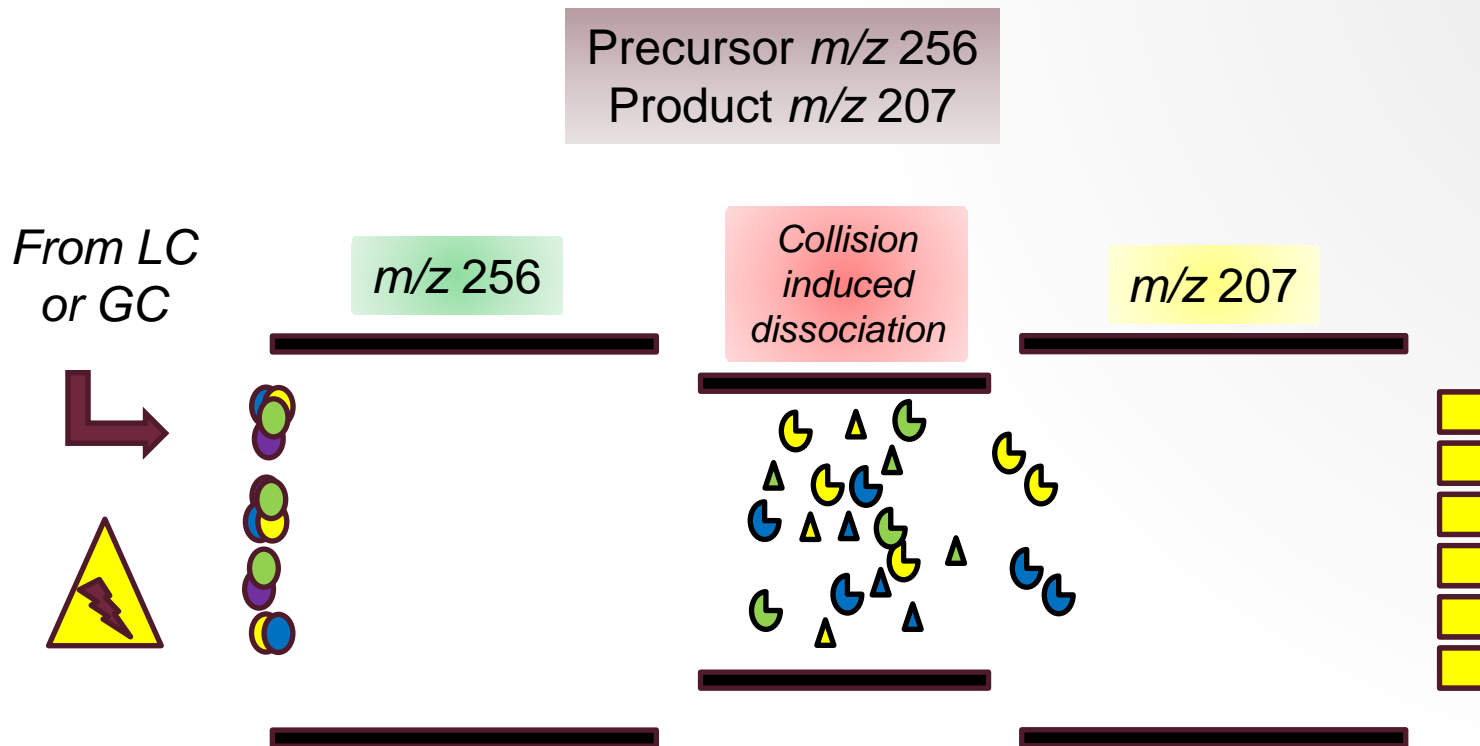 Precursor m/z 256
Product m/z 207
From LC
or GC
m/z 256
Collision
induced
dissociation
m/z 207